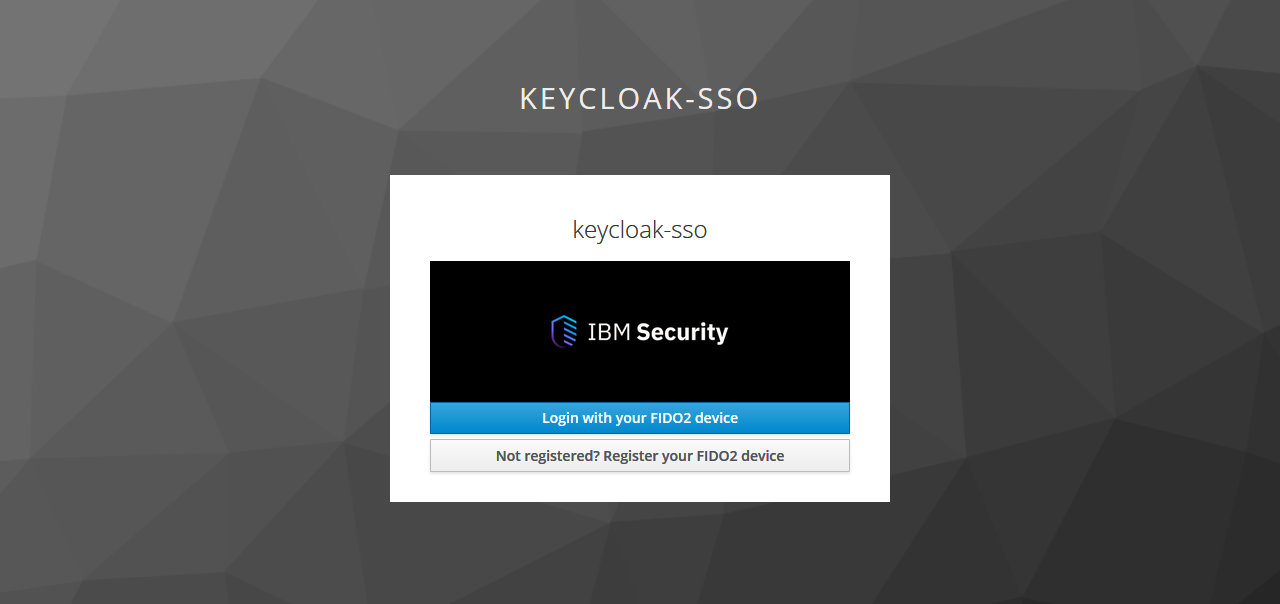 KEYCLOAK-SSO
keycloak-sso
IBM Security
Login with your FIDO2 device
Not registered? Register your FIDO2 device